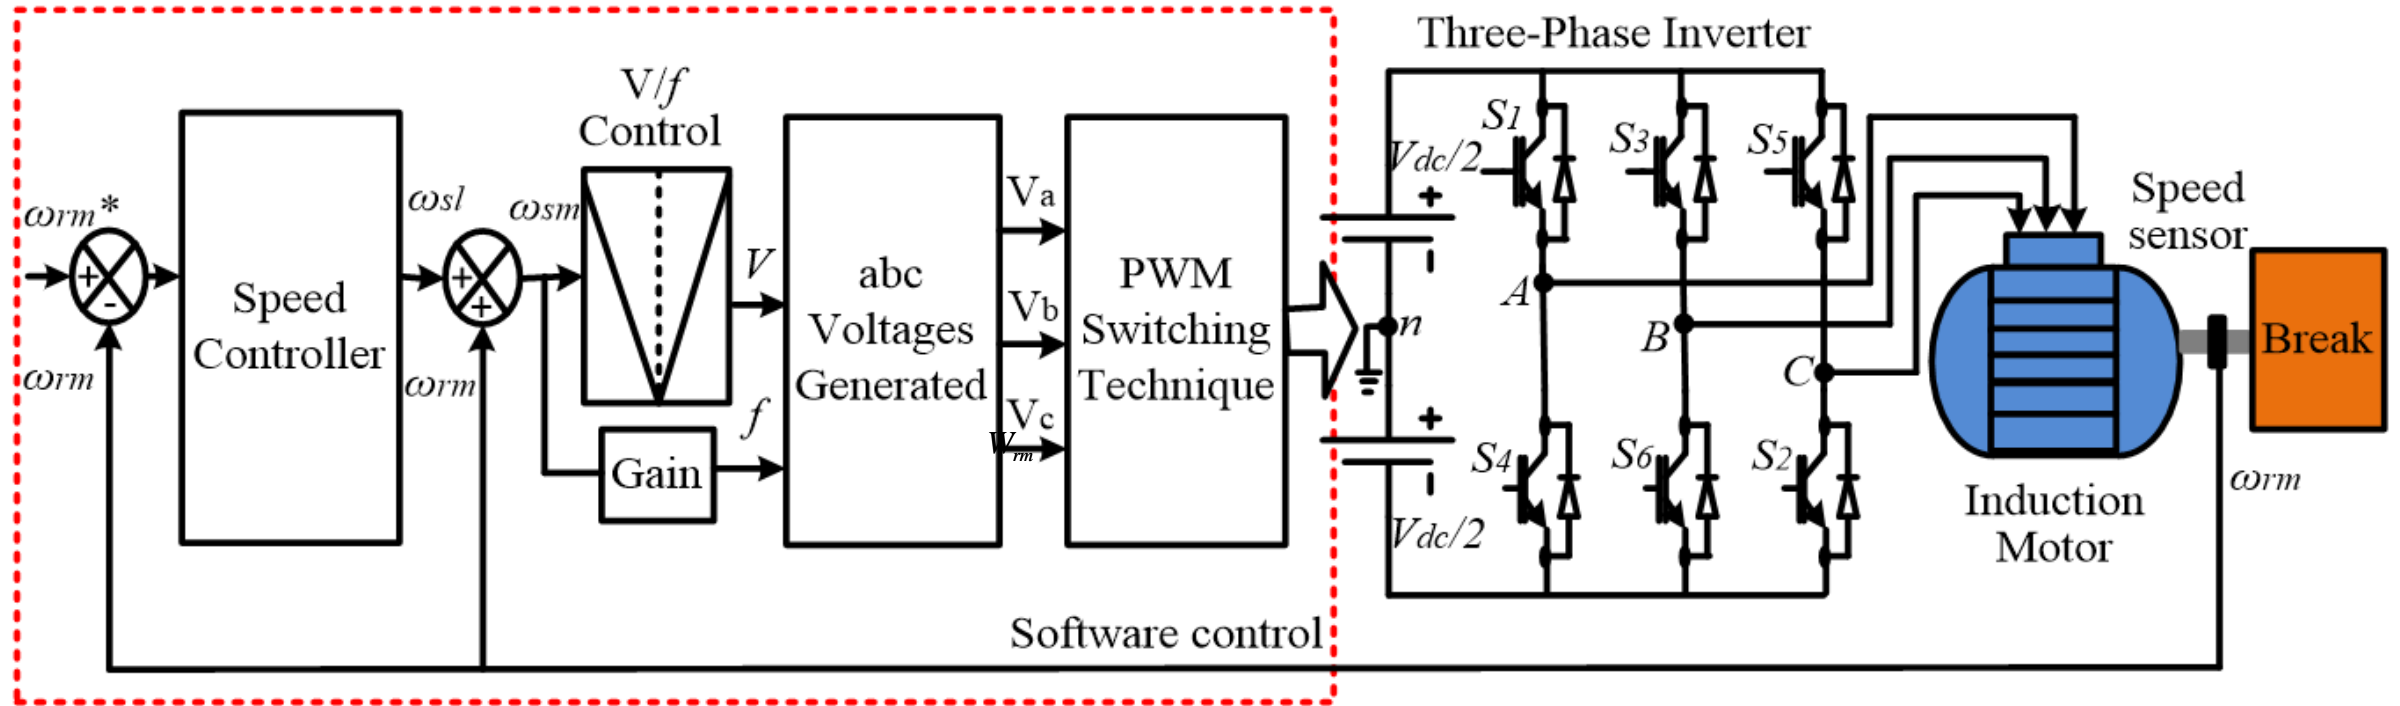 Three-Phase Inverter
V/f
Control
ωrm*
+
-
ωrm
Speed
Controller
ωsl
+
+
ωrm
ωsm
V
f
Gain
abc
Voltages
Generated
Va
Vb
Vc
Wrm
PWM
Switching
Technique
Software control
Vdc/2
+
-
n
+
-
Vdc/2
S1
S3
S5
A
B
C
S4
S6
S2
Speed
sensor
Break
ωrm
Induction
Motor